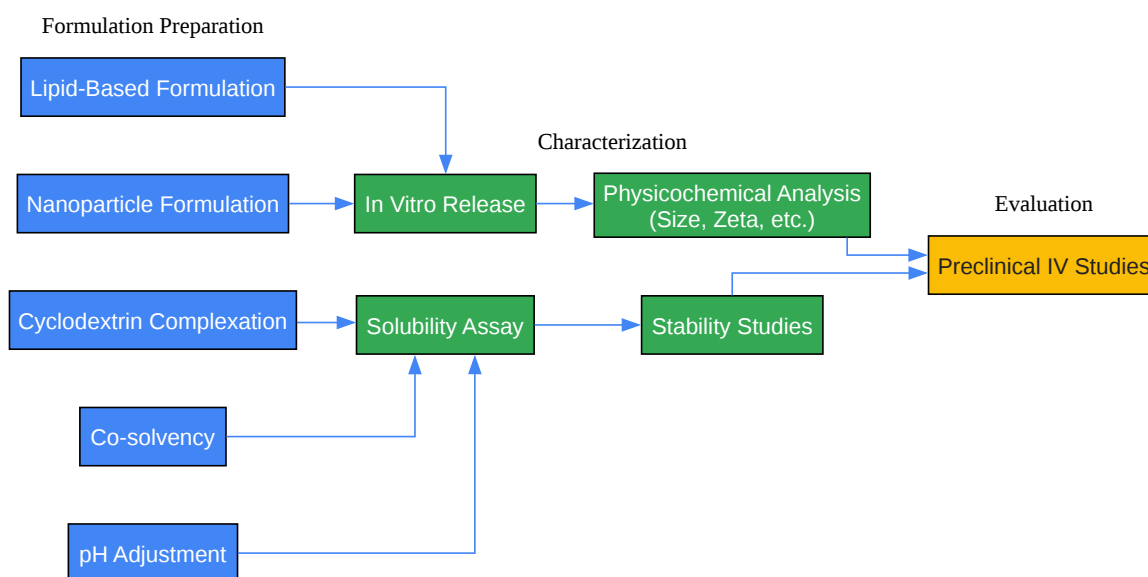 Formulation Preparation
Lipid-Based Formulation
Characterization
Nanoparticle Formulation
In Vitro Release
Physicochemical Analysis
(Size, Zeta, etc.)
Evaluation
Preclinical IV Studies
Cyclodextrin Complexation
Solubility Assay
Stability Studies
Co-solvency
pH Adjustment